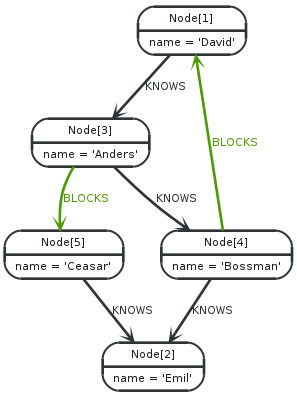 Node[1]
name = 'David'
KNOWS
Node[3]
name = 'Anders'
BLOCKS
BLOCKS
KNOWS
Node[5]
name = 'Ceasar'
Node[4]
name = 'Bossman'
KNOWS
KNOWS
Node[2]
name = 'Emil'